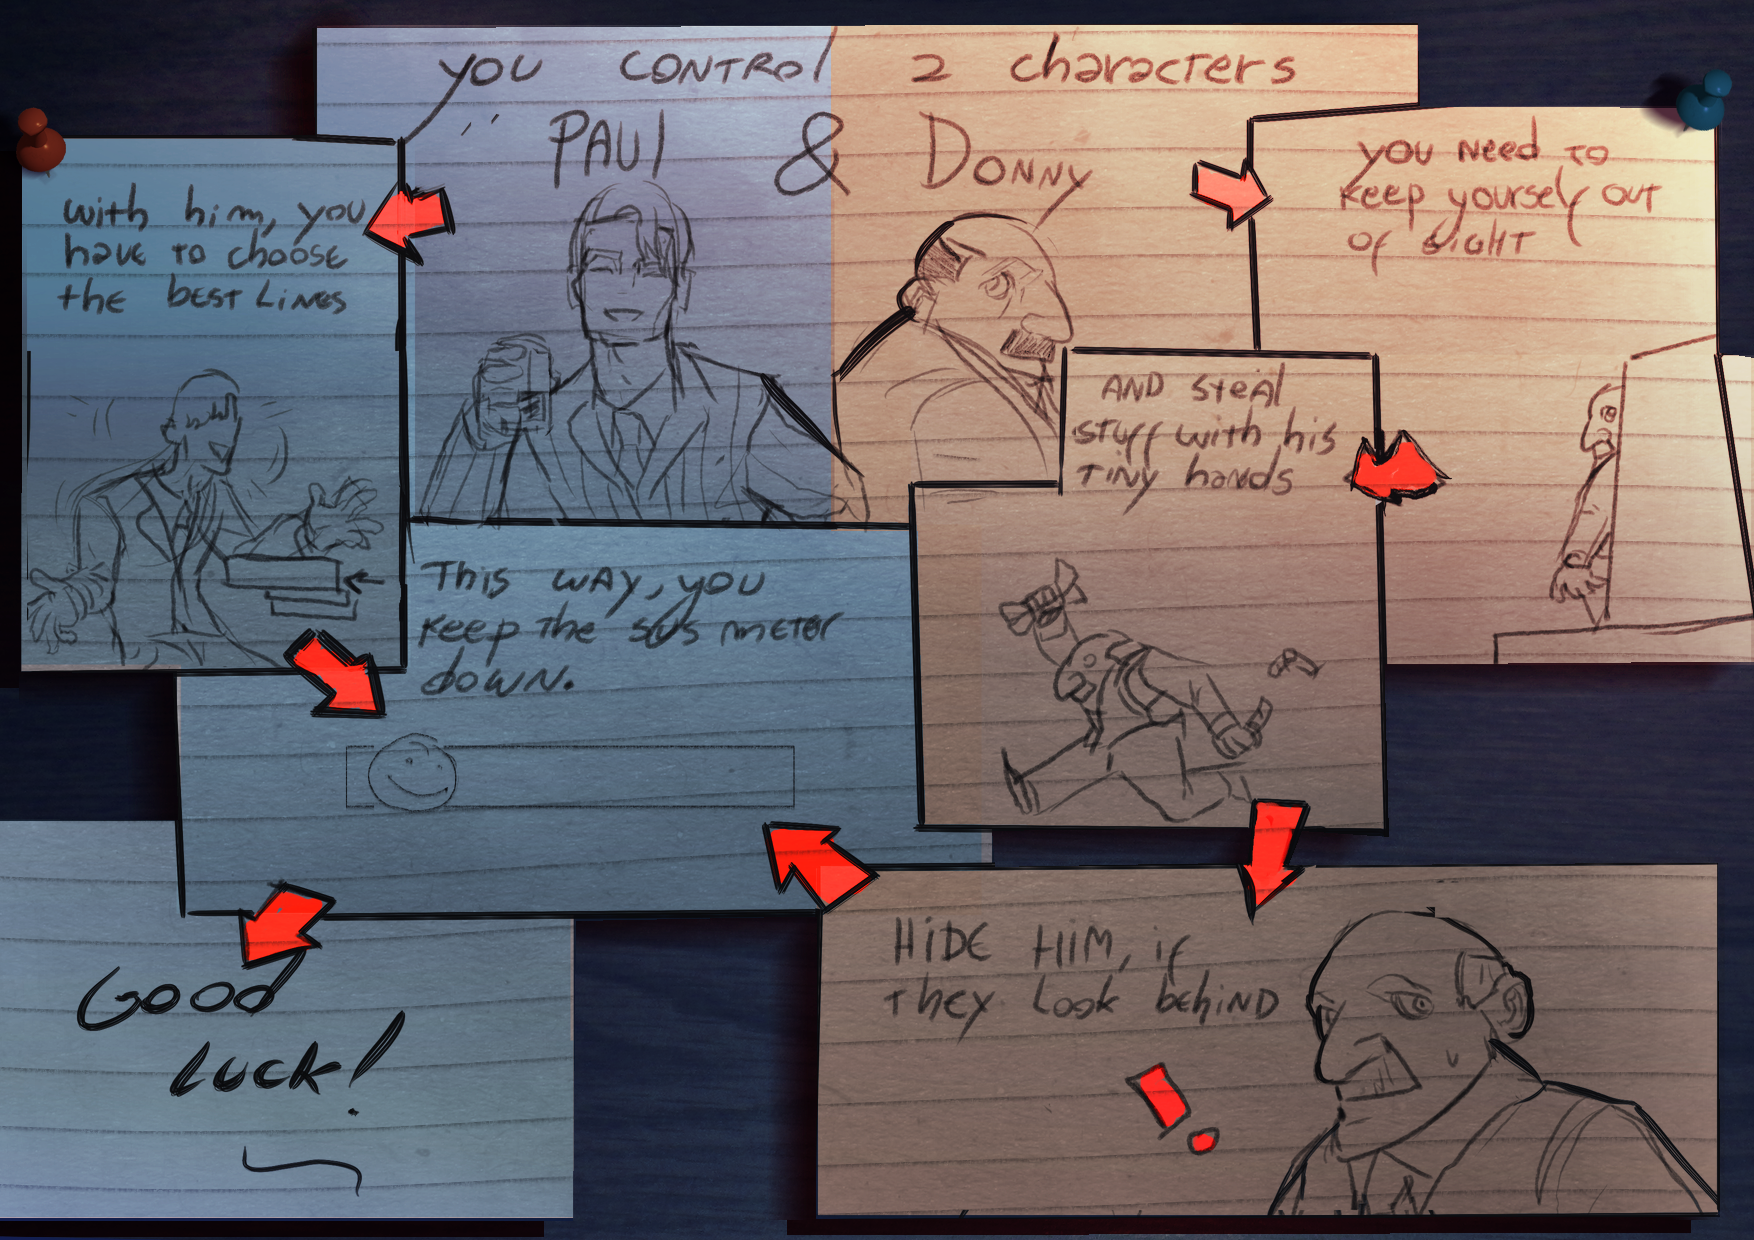 you control 2 characters
PAUL & Donny
with him, you
have to choose
the best Lines
you need to
keep yourself out
of sight
AND steal
stuff with his
tiny hands
This way, you
keep the sus meter
down.
HiDE HiM, if
they Look behiND
Good
Luck!